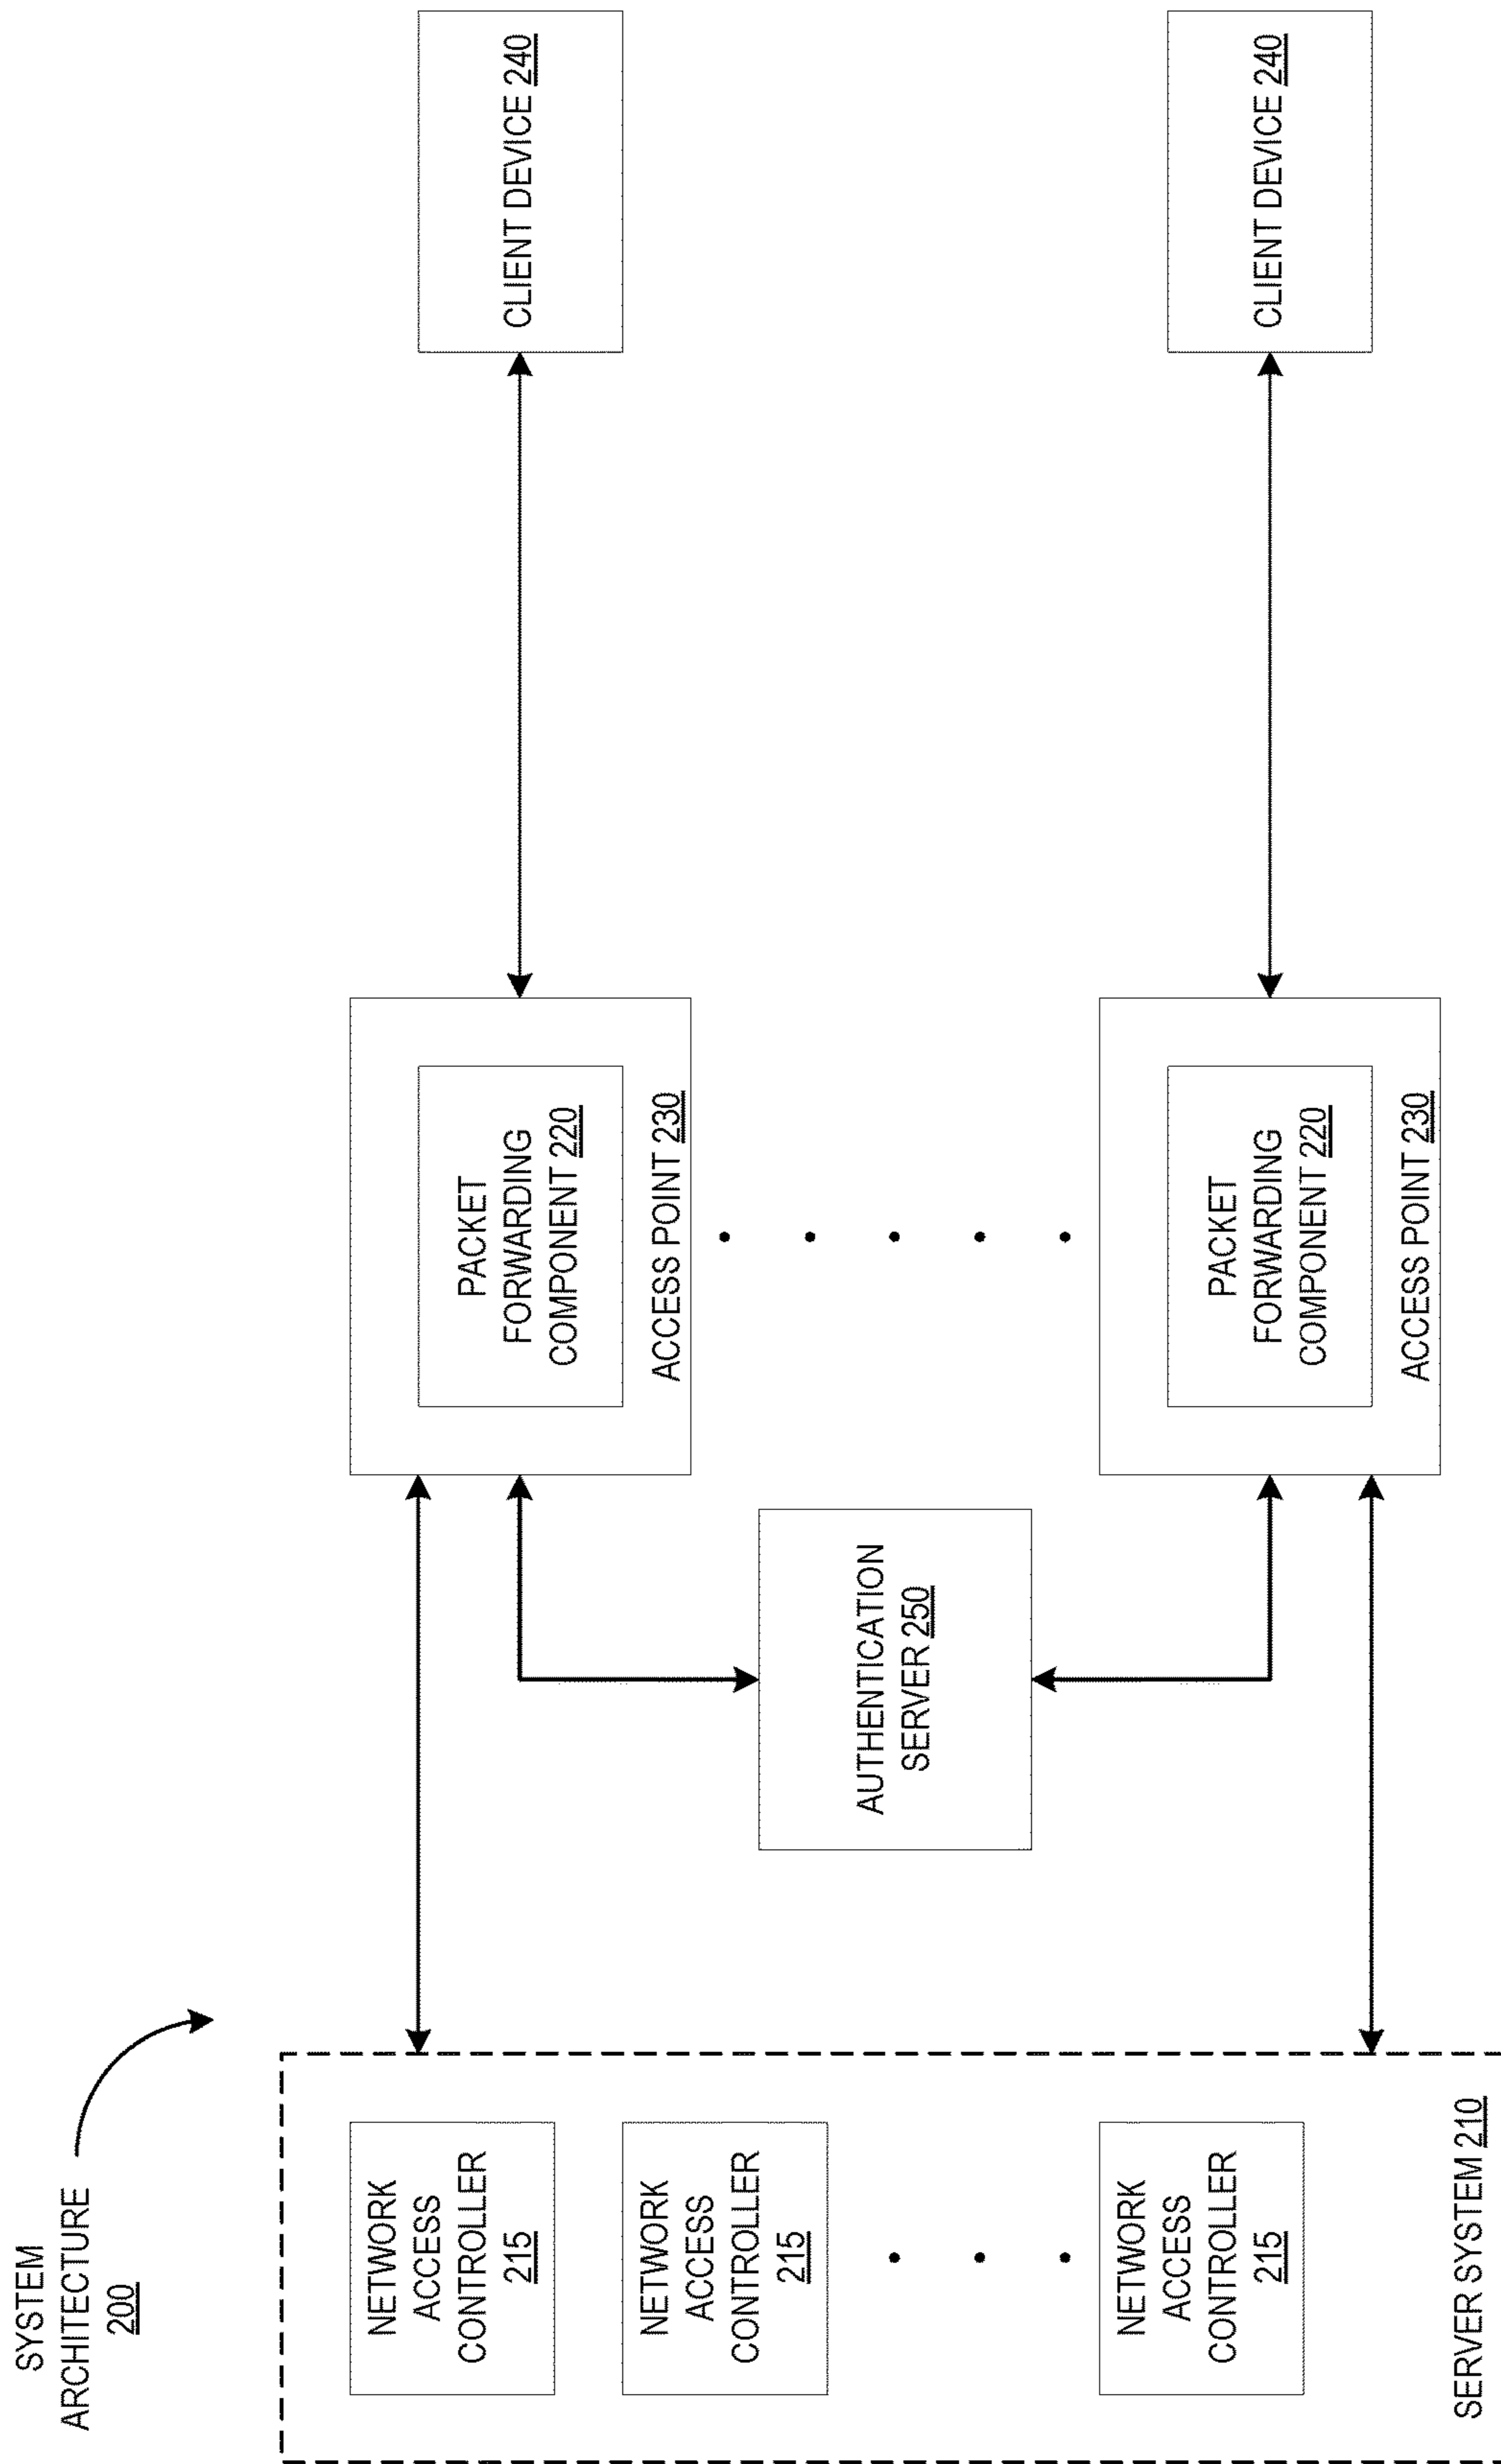 SYSTEM
ARCHITECTURE
200
NETWORK
ACCESS
CONTROLLER
215
NETWORK
ACCESS
CONTROLLER
215
NETWORK
ACCESS
CONTROLLER
215
SERVER SYSTEM 210
AUTHENTICATION
SERVER 250
PACKET
FORWARDING
COMPONENT 220
ACCESS POINT 230
PACKET
FORWARDING
COMPONENT 220
ACCESS POINT 230
CLIENT DEVICE 240
CLIENT DEVICE 240